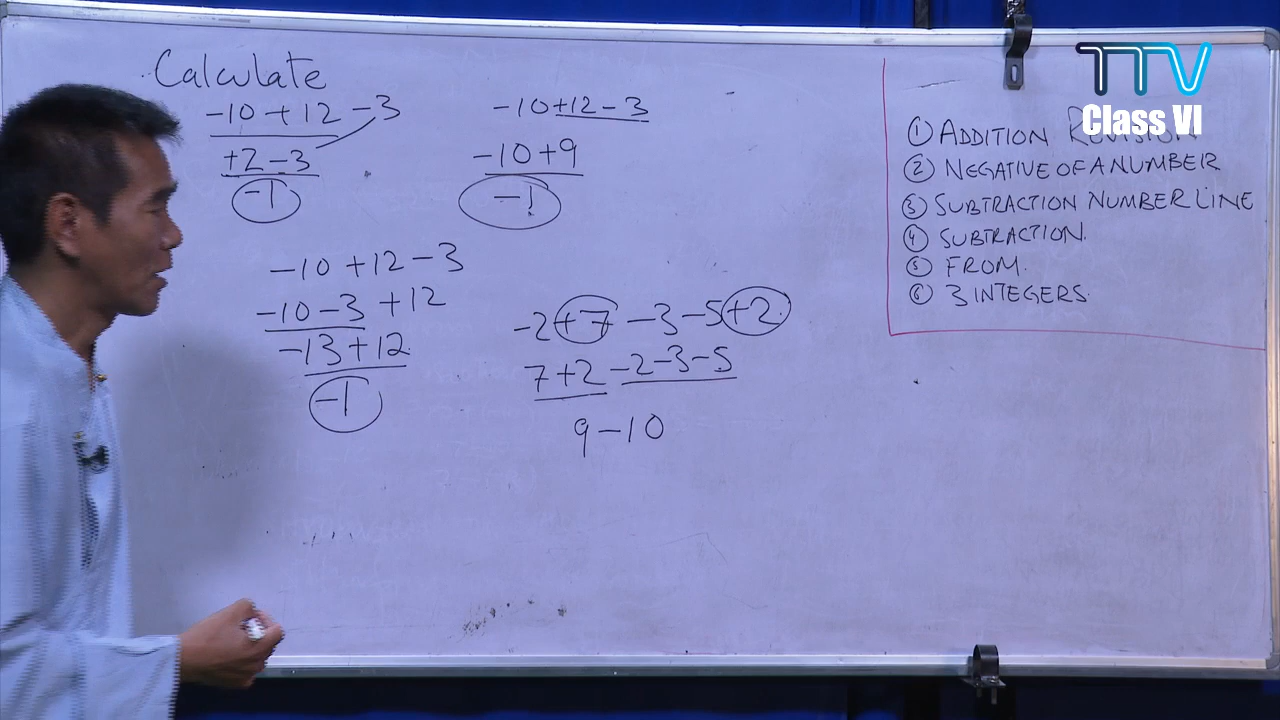 Calculate
-10 + 12 - 3
+2 - 3
-1
-10 + 12 - 3
-10 + 9
-1
-10 + 12 - 3
-10 - 3 + 12
-13 + 12
-1
-2 + 7 - 3 - 5 + 2
7 + 2 - 2 - 3 - 5
9 - 10
TTV
Class VI
① ADDITION REVISION
② NEGATIVE OF A NUMBER
③ SUBTRACTION NUMBER LINE
④ SUBTRACTION.
⑤ FROM.
⑥ 3 INTEGERS.